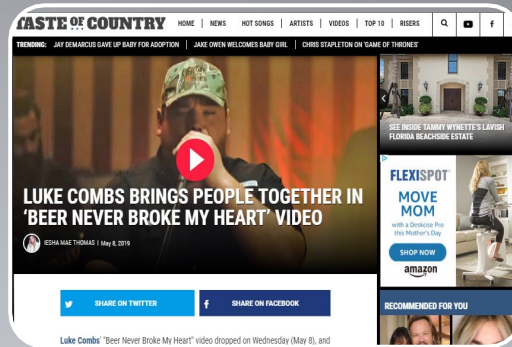 TASTE OF COUNTRY
HOME | NEWS HOT SONGS | ARTISTS | VIDEOS | TOP 10 | RISERS
TRENDING: JAY DEMARCUS GAVE UP BABY FOR ADOPTION | JAKE OWEN WELCOMES BABY GIRL | CHRIS STAPLETON ON 'GAME OF THRONES'
LUKE COMBS BRINGS PEOPLE TOGETHER IN
'BEER NEVER BROKE MY HEART' VIDEO
IESHA MAE THOMAS | May 8, 2019
SHARE ON TWITTER
f SHARE ON FACEBOOK
Luke Combs' "Beer Never Broke My Heart" video dropped on Wednesday (May 8), and
SEE INSIDE TAMMY WYNETTE'S LAVISH
FLORIDA BEACHSIDE ESTATE
FLEXISPOT
MOVE
MOM
with a Deskcise Pro
this Mother's Day
SHOP NOW
amazon
RECOMMENDED FOR YOU